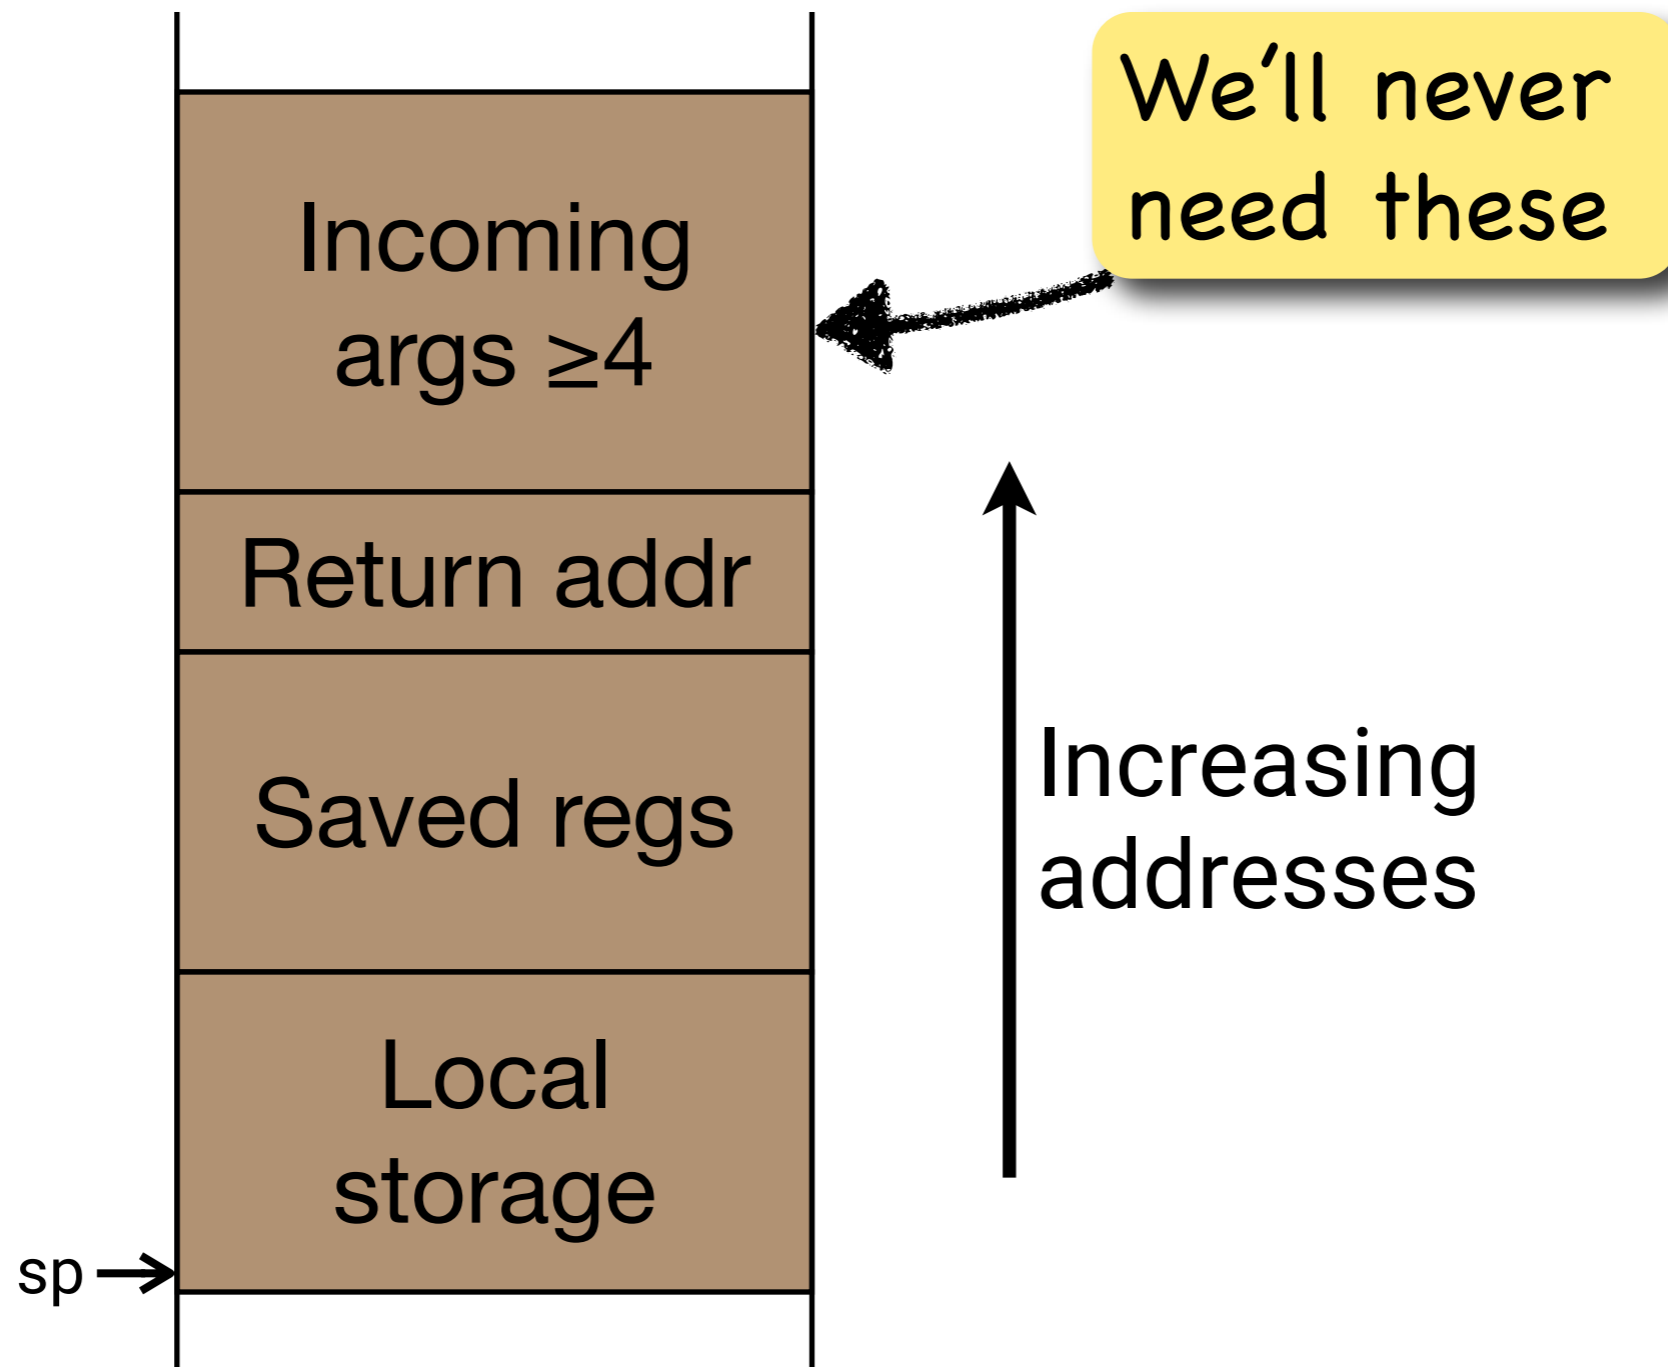 We'll never
need these
Incoming
args ≥4
Return addr
Saved regs
Increasing
addresses
Local
storage
sp